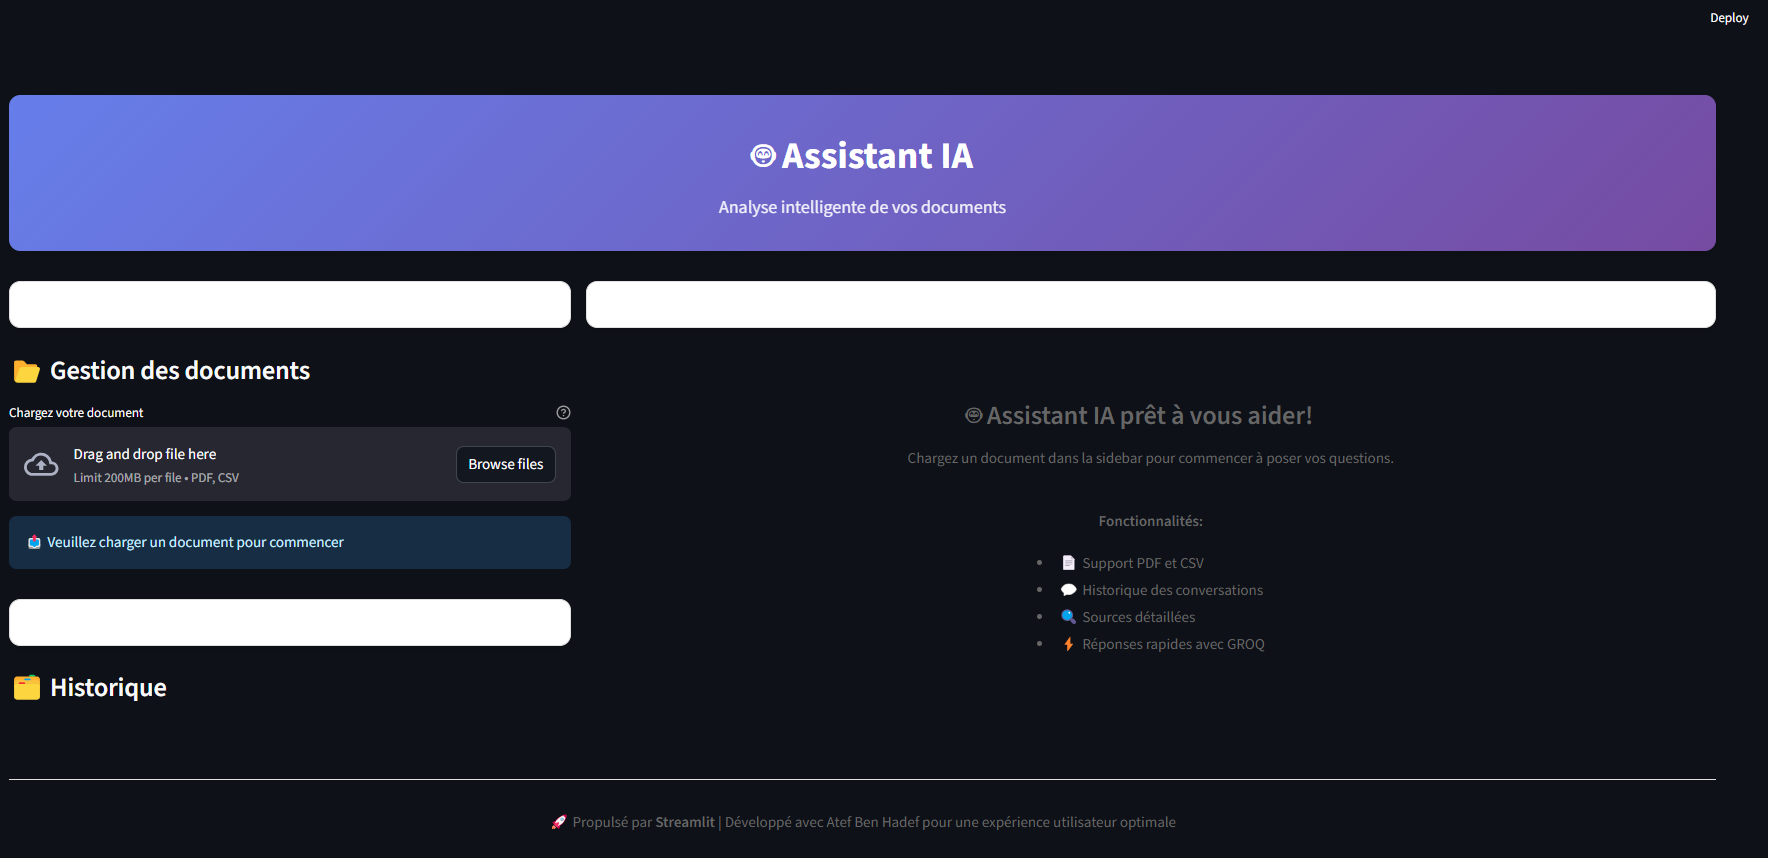 Deploy
Assistant IA
Analyse intelligente de vos documents
📂 Gestion des documents
Chargez votre document
Drag and drop file here
Limit 200MB per file • PDF, CSV
Browse files
📤 Veuillez charger un document pour commencer
🗂️ Historique
Assistant IA prêt à vous aider!
Chargez un document dans la sidebar pour commencer à poser vos questions.
Fonctionnalités:
• 📄 Support PDF et CSV
• 💬 Historique des conversations
• 🔍 Sources détaillées
• ⚡ Réponses rapides avec GROQ
🚀 Propulsé par Streamlit | Développé avec Atef Ben Hadef pour une expérience utilisateur optimale